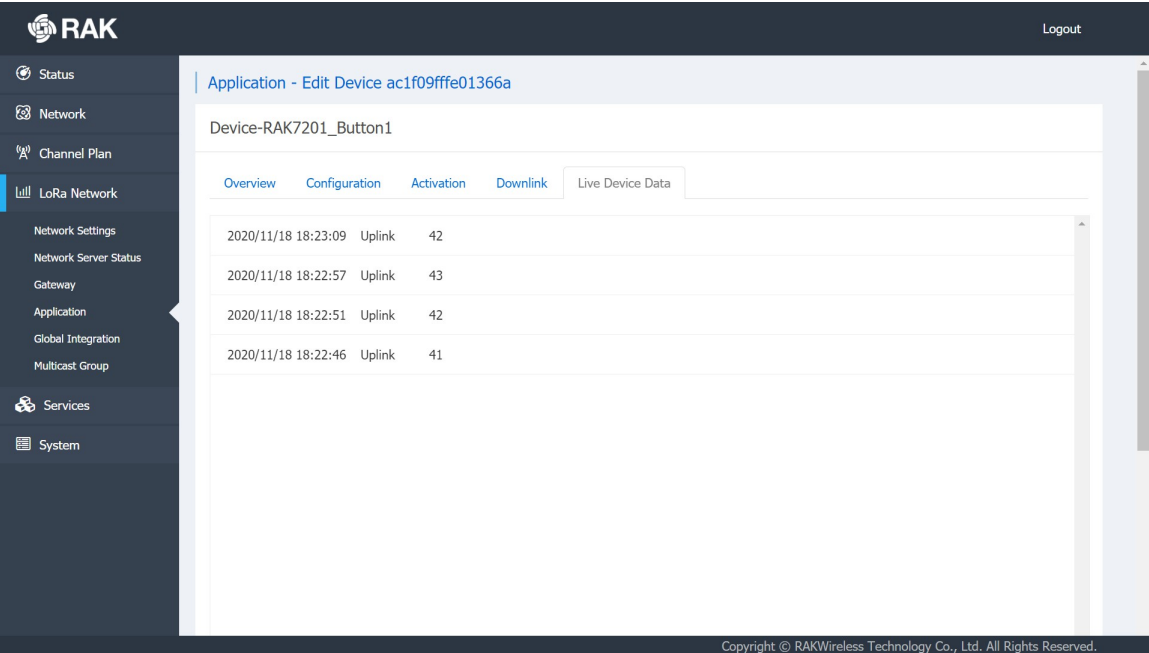 RAK
Logout
Status
Network
Channel Plan
LoRa Network
Network Settings
Network Server Status
Gateway
Application
Global Integration
Multicast Group
Services
System
Application - Edit Device ac1f09fffe01366a
Device-RAK7201_Button1
Overview Configuration Activation Downlink Live Device Data
2020/11/18 18:23:09 Uplink 42
2020/11/18 18:22:57 Uplink 43
2020/11/18 18:22:51 Uplink 42
2020/11/18 18:22:46 Uplink 41
Copyright © RAKWireless Technology Co., Ltd. All Rights Reserved.